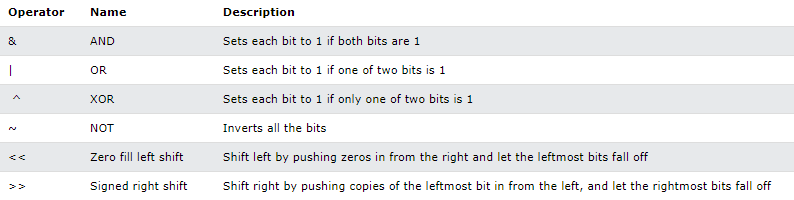 Operator Name Description
& AND Sets each bit to 1 if both bits are 1
| OR Sets each bit to 1 if one of two bits is 1
^ XOR Sets each bit to 1 if only one of two bits is 1
~ NOT Inverts all the bits
<< Zero fill left shift Shift left by pushing zeros in from the right and let the leftmost bits fall off
>> Signed right shift Shift right by pushing copies of the leftmost bit in from the left, and let the rightmost bits fall off